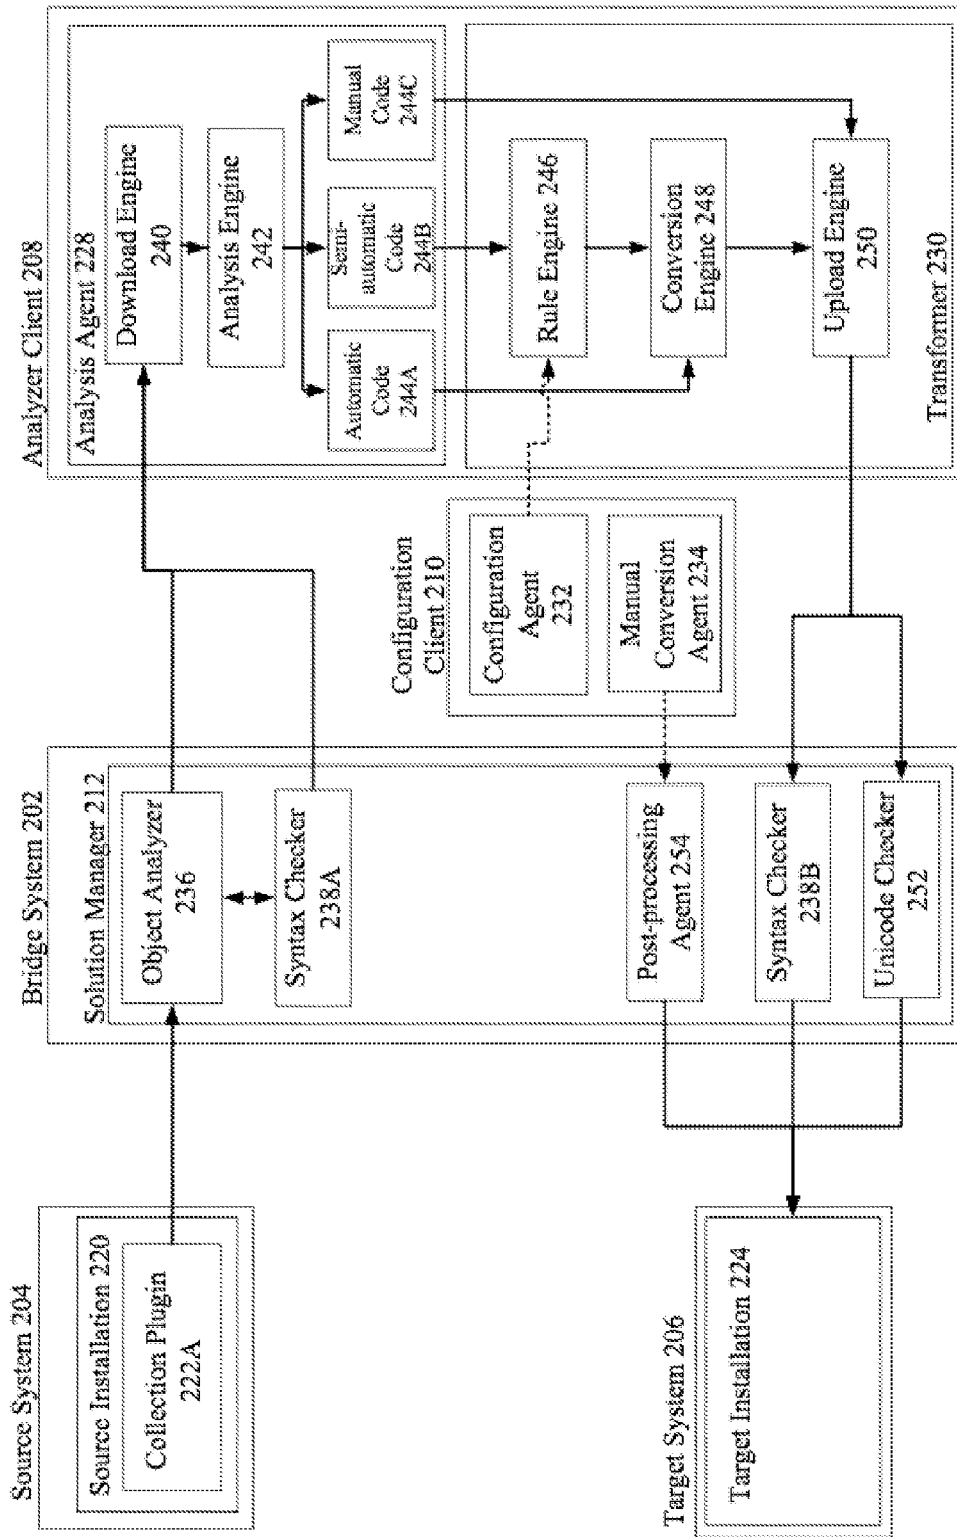 Source System 204
Source Installation 220
Collection Plugin
222A
Target System 206
Target Installation 224
Bridge System 202
Solution Manager 212
Object Analyzer
236
Syntax Checker
238A
Post-processing
Agent 254
Syntax Checker
238B
Unicode Checker
252
Configuration
Client 210
Configuration
Agent
232
Manual
Conversion
Agent 234
Analyzer Client 208
Analysis Agent 228
Download Engine
240
Analysis Engine
242
Automatic
Code
244A
Semi-
automatic
Code
244B
Manual
Code
244C
Rule Engine 246
Conversion
Engine 248
Upload Engine
250
Transformer 230